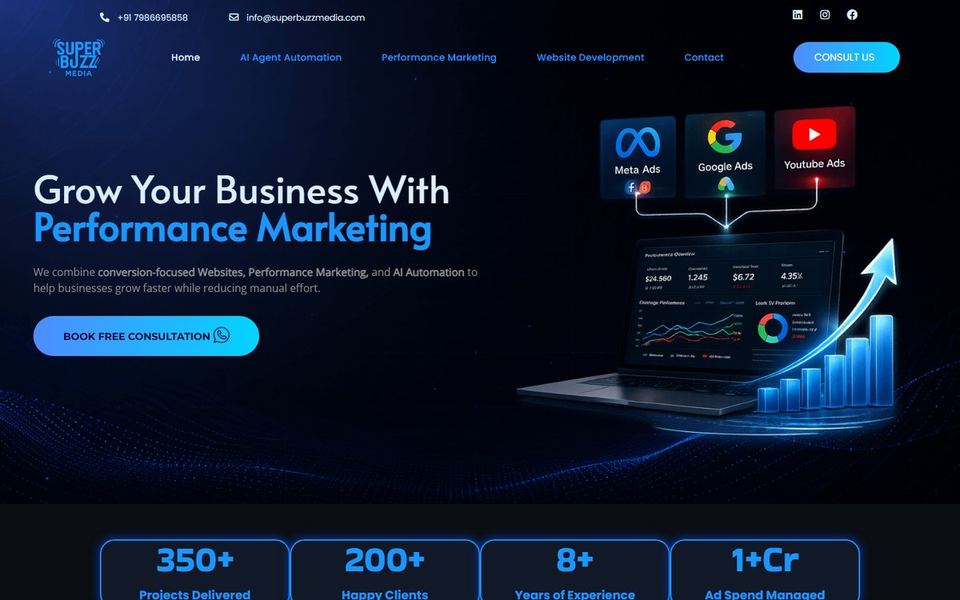 +91 7986695858
info@superbuzzmedia.com
SUPER
BUZZ
MEDIA
Home
AI Agent Automation
Performance Marketing
Website Development
Contact
CONSULT US
Grow Your Business With
Performance Marketing
We combine conversion-focused Websites, Performance Marketing, and AI Automation to
help businesses grow faster while reducing manual effort.
BOOK FREE CONSULTATION
Meta Ads
Google Ads
Youtube Ads
$24.560
1.245
$6.72
4.35%
350+
Projects Delivered
200+
Happy Clients
8+
Years of Experience
1+Cr
Ad Spend Managed